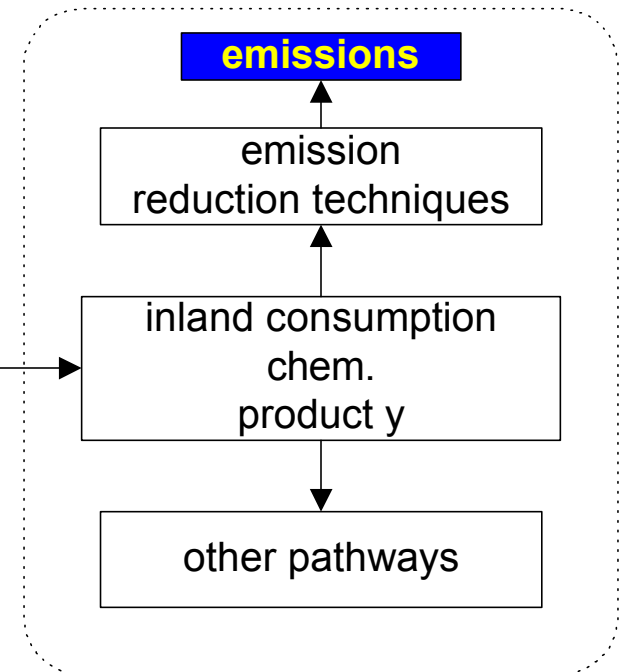 emissions
emission
reduction techniques
inland consumption
chem.
product y
other pathways